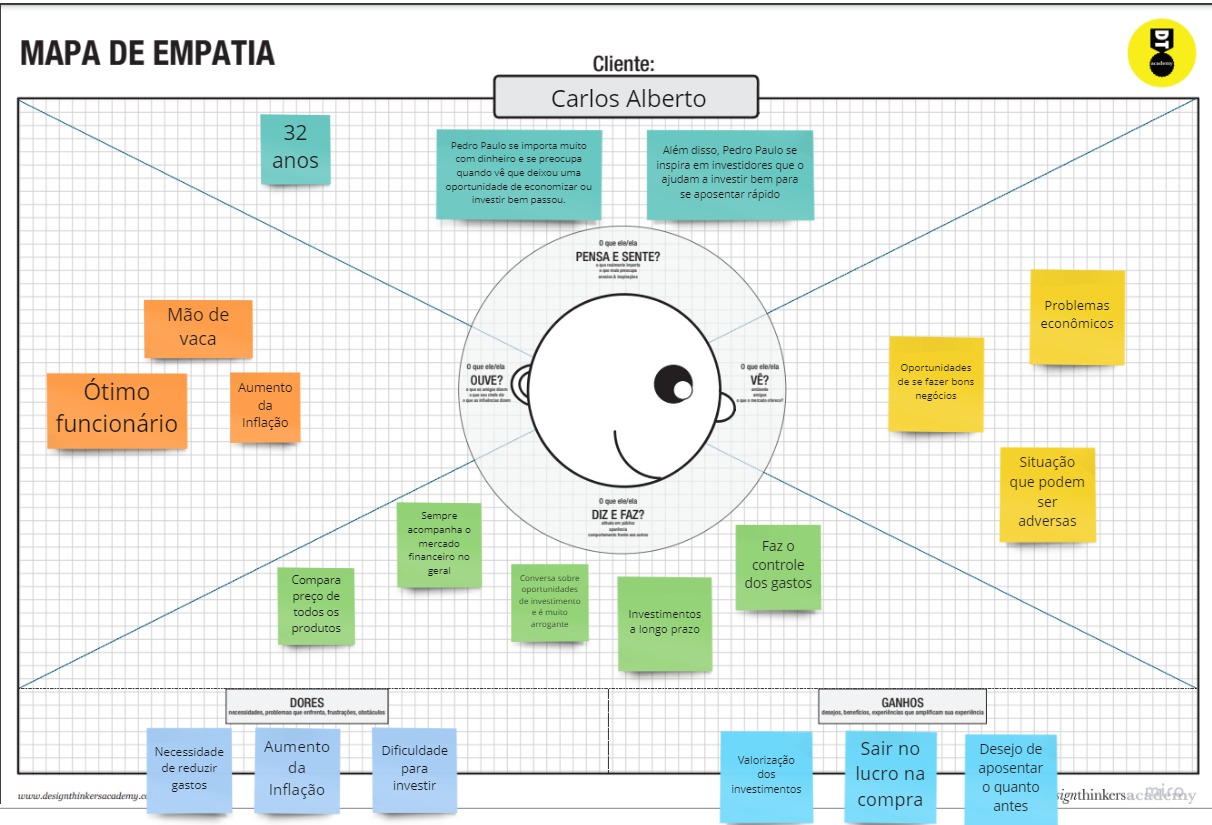 MAPA DE EMPATIA
DT
academy
Cliente:
Carlos Alberto
32
anos
Pedro Paulo se importa muito
com dinheiro e se preocupa
quando vê que deixou uma
oportunidade de economizar ou
investir bem passou.
Além disso, Pedro Paulo se
inspira em investidores que o
ajudam a investir bem para
se aposentar rápido
O que ele/ela
PENSA E SENTE?
o que realmente importa
o que mais preocupa
anseios & inspirações
Mão de
vaca
Ótimo
funcionário
Aumento
da
Inflação
O que ele/ela
OUVE?
o que os amigos dizem
o que seu chefe diz
o que as influências dizem
O que ele/ela
VÊ?
ambiente
amigos
o que o mercado oferece?
Problemas
econômicos
Oportunidades
de se fazer bons
negócios
Situação
que podem
ser
adversas
O que ele/ela
DIZ E FAZ?
atitude em público
aparência
comportamento frente aos outros
Sempre
acompanha o
mercado
financeiro no
geral
Compara
preço de
todos os
produtos
Conversa sobre
oportunidades
de investimento
e é muito
arrogante
Investimentos
a longo prazo
Faz o
controle
dos gastos
DORES
necessidades, problemas que enfrenta, frustrações, obstáculos
Necessidade
de reduzir
gastos
Aumento
da
Inflação
Dificuldade
para
investir
GANHOS
desejos, benefícios, experiências que amplificam sua experiência
Valorização
dos
investimentos
Sair no
lucro na
compra
Desejo de
aposentar
o quanto
antes
www.designthinkersacademy.co
signthinkersacademy
miro